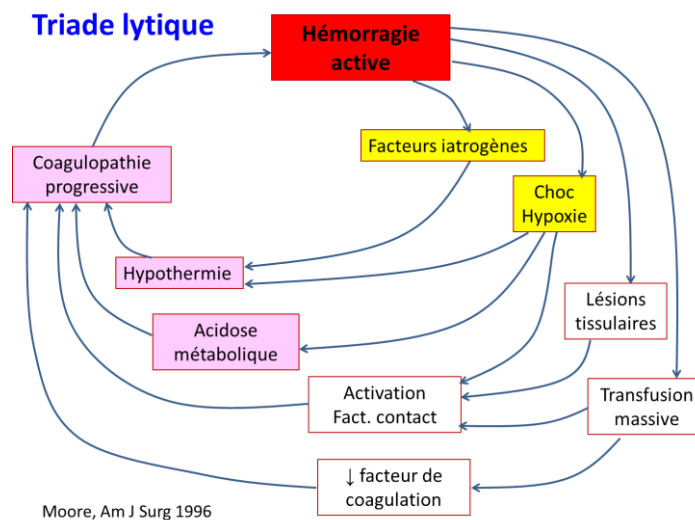 Triade lytique
Hémorragie
active
Facteurs iatrogènes
Coagulopathie
progressive
Choc
Hypoxie
Hypothermie
Lésions
tissulaires
Acidose
métabolique
Activation
Fact. contact
Transfusion
massive
↓ facteur de
coagulation
Moore, Am J Surg 1996